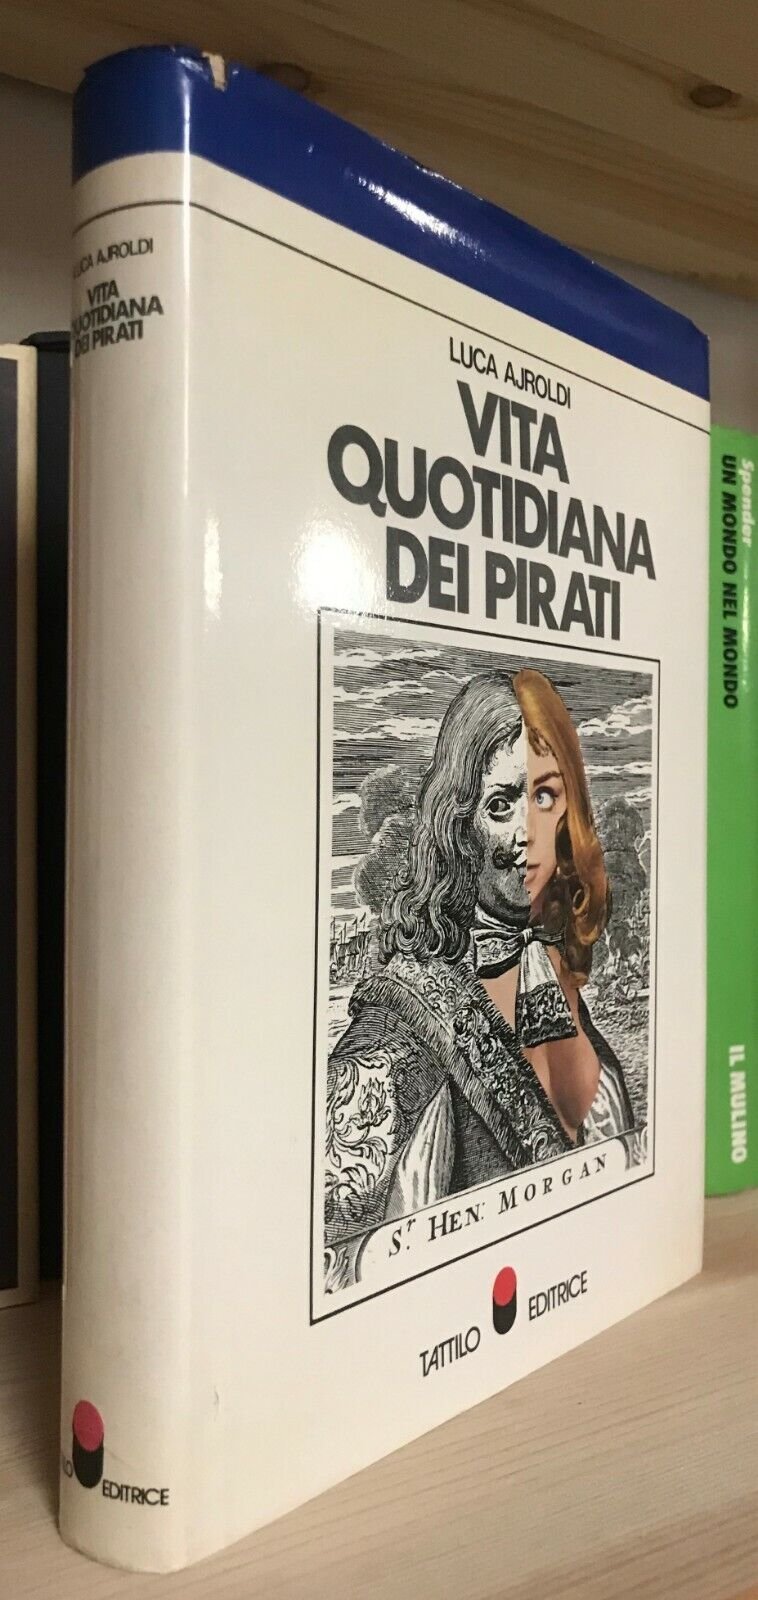 LUCA AJROLDI
VITA
QUOTIDIANA
DEI PIRATI
LUCA AJROLDI
VITA
QUOTIDIANA
DEI PIRATI
Sr. HEN: MORGAN
TATTILO EDITRICE
EDITRICE
Spender
UN MONDO NEL MONDO
IL MULINO